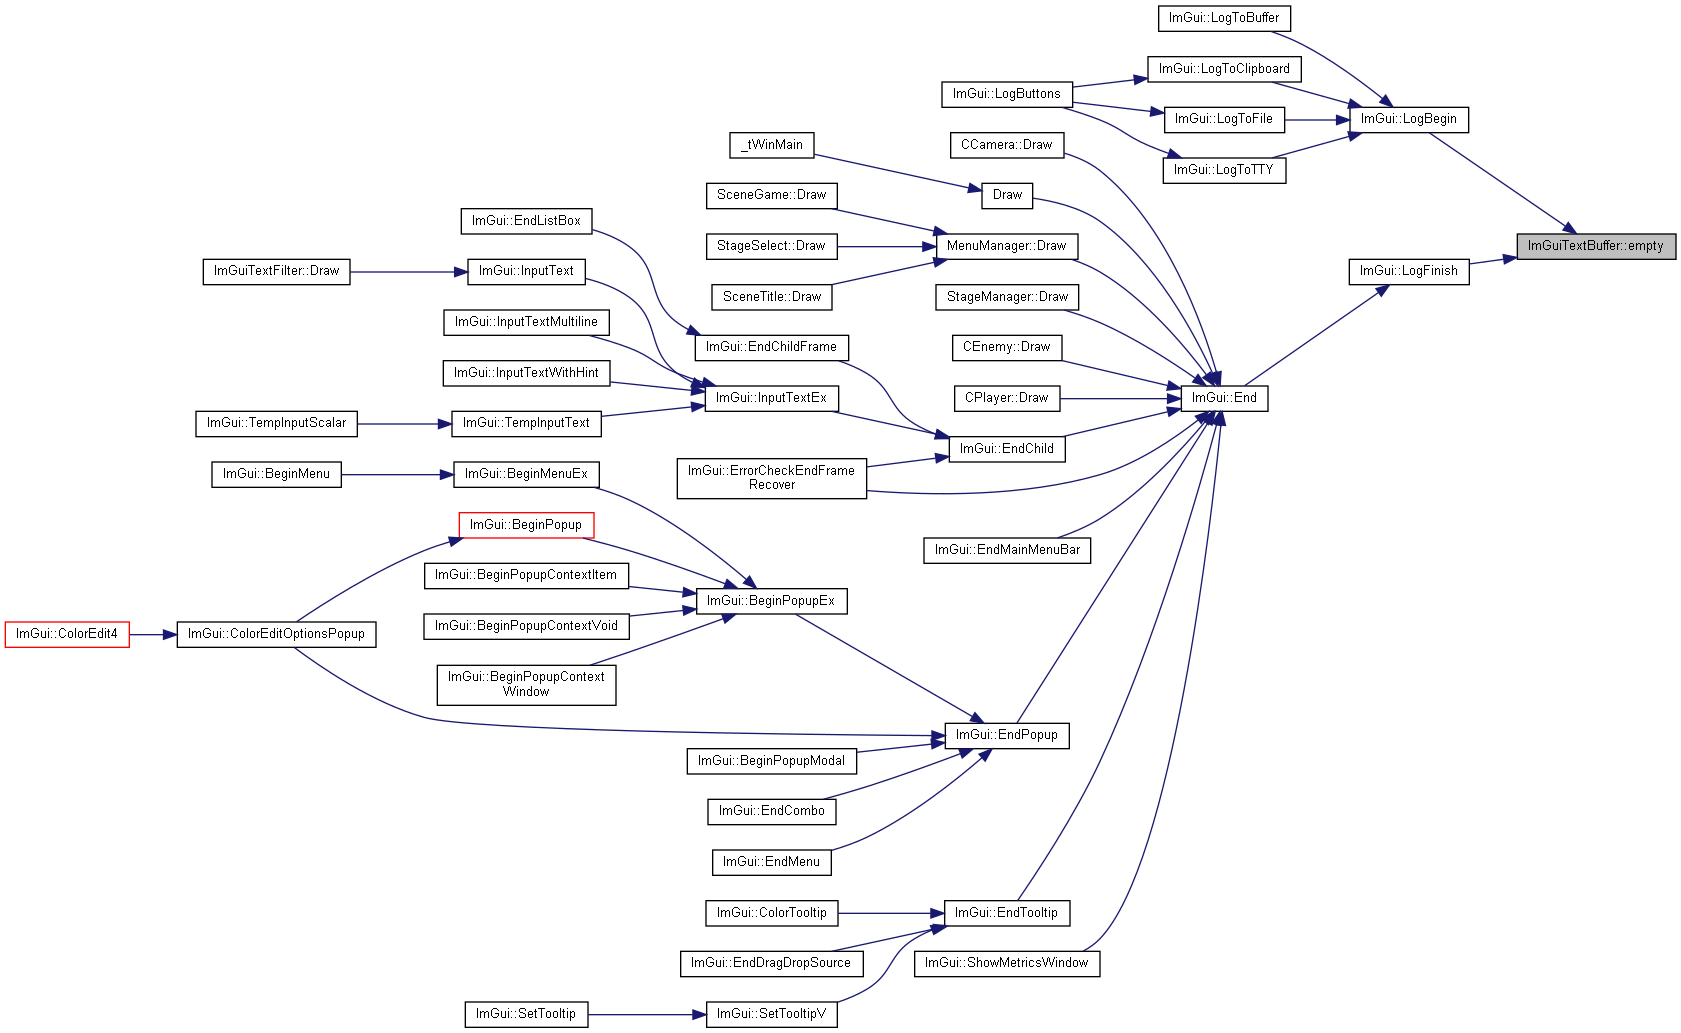 ImGui::LogToBuffer
ImGui::LogToClipboard
ImGui::LogButtons
ImGui::LogToFile
ImGui::LogBegin
_tWinMain
CCamera::Draw
ImGui::LogToTTY
SceneGame::Draw
Draw
ImGui::EndListBox
StageSelect::Draw
MenuManager::Draw
ImGuiTextBuffer::empty
ImGuiTextFilter::Draw
ImGui::InputText
ImGui::LogFinish
SceneTitle::Draw
StageManager::Draw
ImGui::InputTextMultiline
ImGui::EndChildFrame
CEnemy::Draw
ImGui::InputTextWithHint
ImGui::InputTextEx
CPlayer::Draw
ImGui::End
ImGui::TempInputScalar
ImGui::TempInputText
ImGui::EndChild
ImGui::BeginMenu
ImGui::BeginMenuEx
ImGui::ErrorCheckEndFrame
Recover
ImGui::BeginPopup
ImGui::EndMainMenuBar
ImGui::BeginPopupContextItem
ImGui::BeginPopupEx
ImGui::ColorEdit4
ImGui::ColorEditOptionsPopup
ImGui::BeginPopupContextVoid
ImGui::BeginPopupContext
Window
ImGui::EndPopup
ImGui::BeginPopupModal
ImGui::EndCombo
ImGui::EndMenu
ImGui::ColorTooltip
ImGui::EndTooltip
ImGui::EndDragDropSource
ImGui::ShowMetricsWindow
ImGui::SetTooltip
ImGui::SetTooltipV